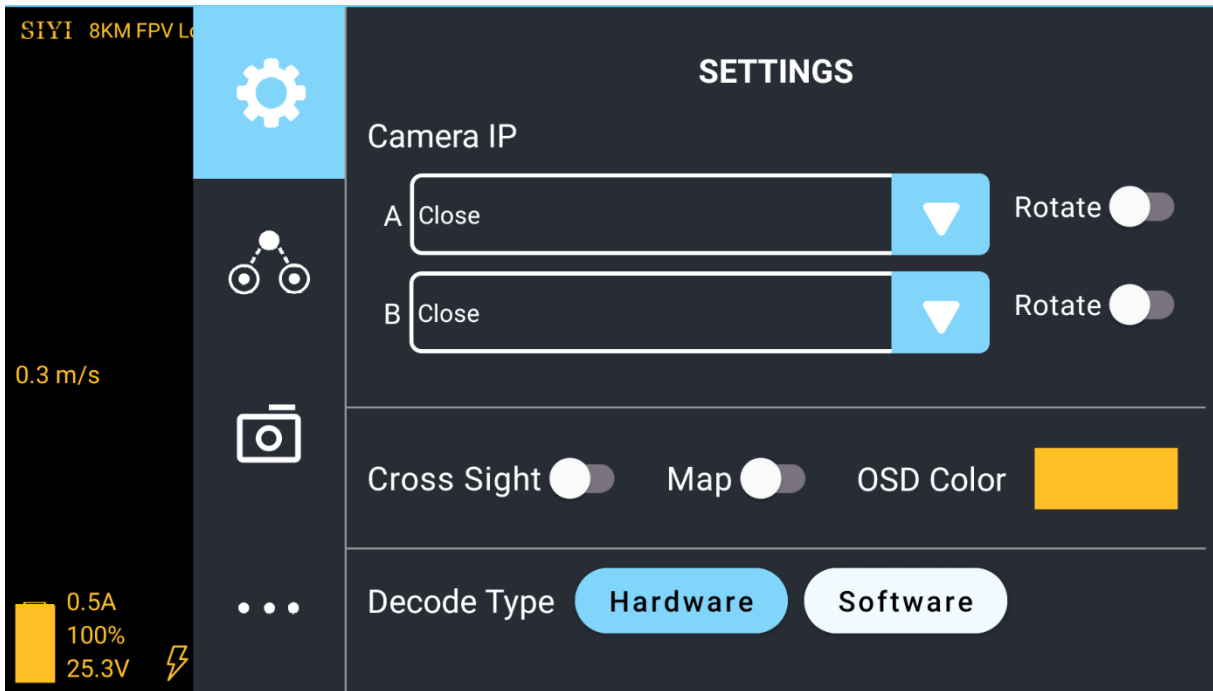 SIYI 8KM FPV Lo
SETTINGS
Camera IP
A Close Rotate
B Close Rotate
0.3 m/s
Cross Sight Map OSD Color
Decode Type Hardware Software
0.5A
100%
25.3V